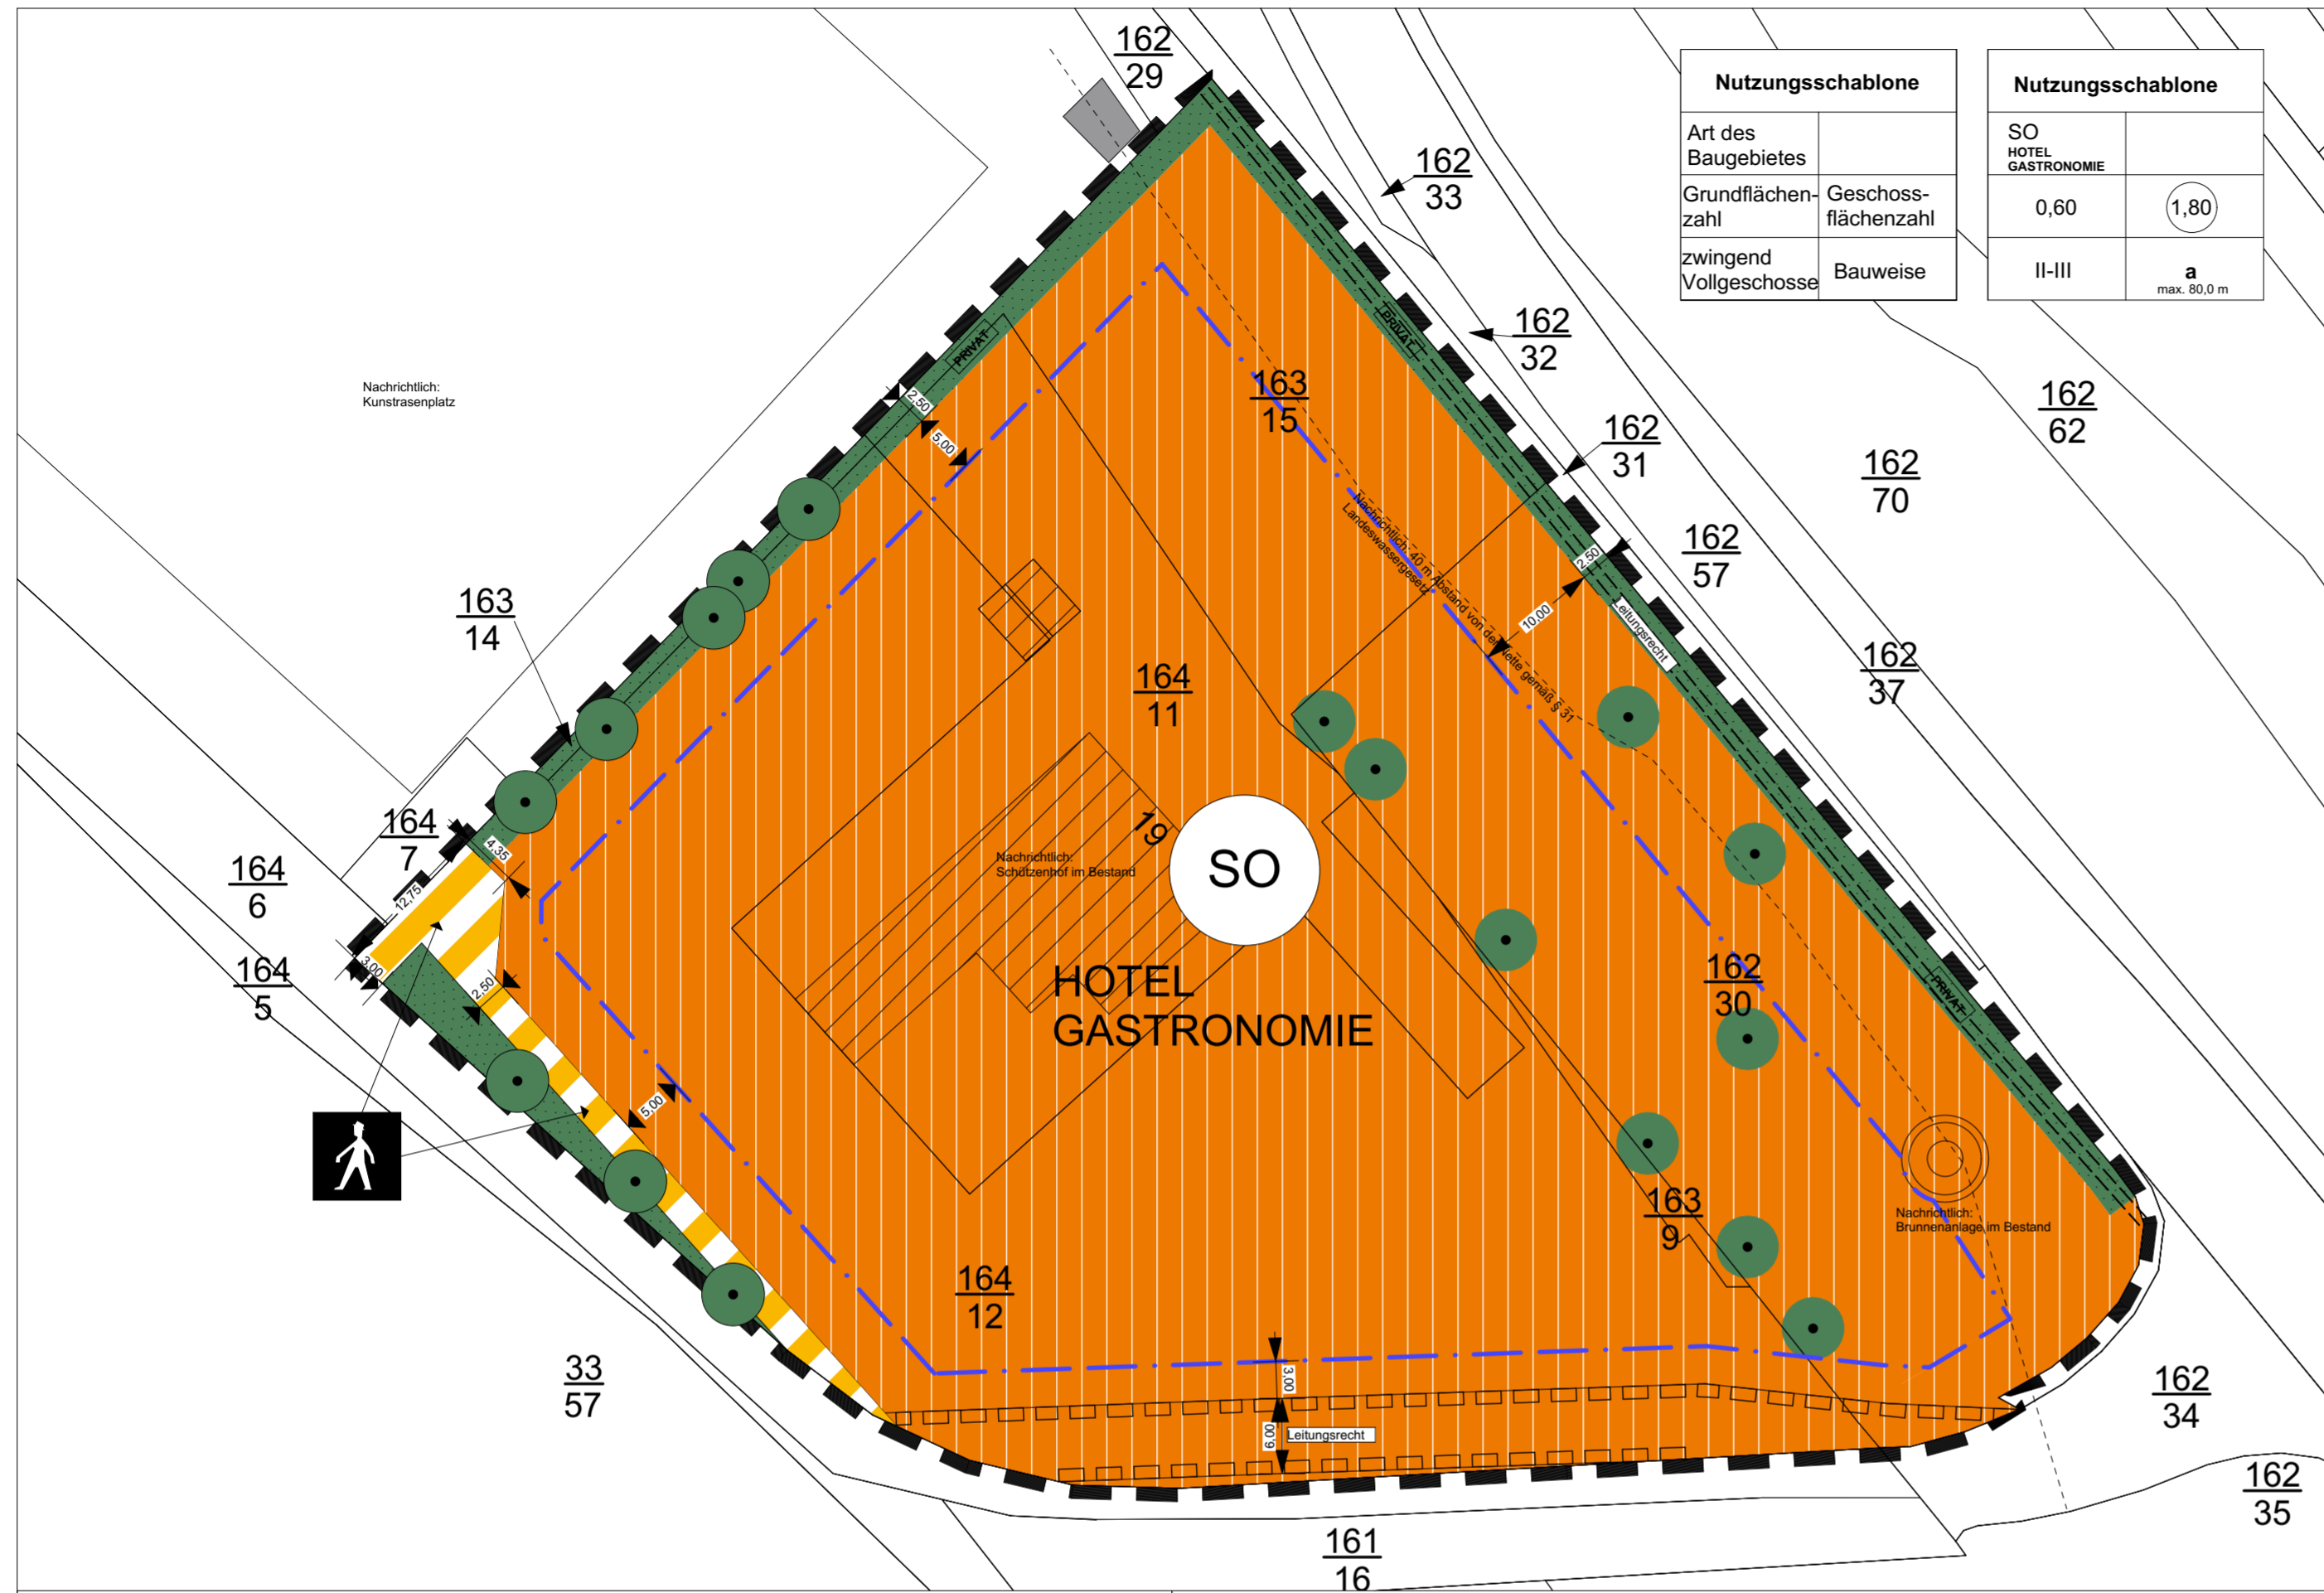 162
29
Nutzungsschablone
Art des
Baugebietes
Grundflächen-
zahl
Geschoss-
flächenzahl
zwingend
Vollgeschosse
Bauweise
Nutzungsschablone
SO
HOTEL
GASTRONOMIE
0,60
1,80
II-III
a
max. 80,0 m
162
33
162
32
162
31
162
57
162
62
162
70
162
37
Nachrichtlich:
Kunstrasenplatz
PRIVAT
PRIVAT
2,50
5,00
163
15
Nachrichtlich: 40 m Abstand von der Nette gemäß § 31
Landeswassergesetz
2,50
10,00
Leitungsrecht
163
14
164
11
164
7
164
6
164
5
4,35
12,75
3,00
2,50
5,00
19
Nachrichtlich:
Schützenhof im Bestand
SO
HOTEL
GASTRONOMIE
162
30
PRIVAT
163
9
Nachrichtlich:
Brunnenanlage im Bestand
164
12
33
57
3,00
6,00
Leitungsrecht
162
34
162
35
161
16